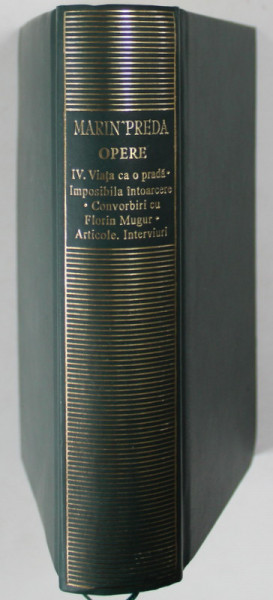 MARIN PREDA
OPERE
IV. Viața ca o pradă •
Imposibila întoarcere
• Convorbiri cu
Florin Mugur •
Articole. Interviuri